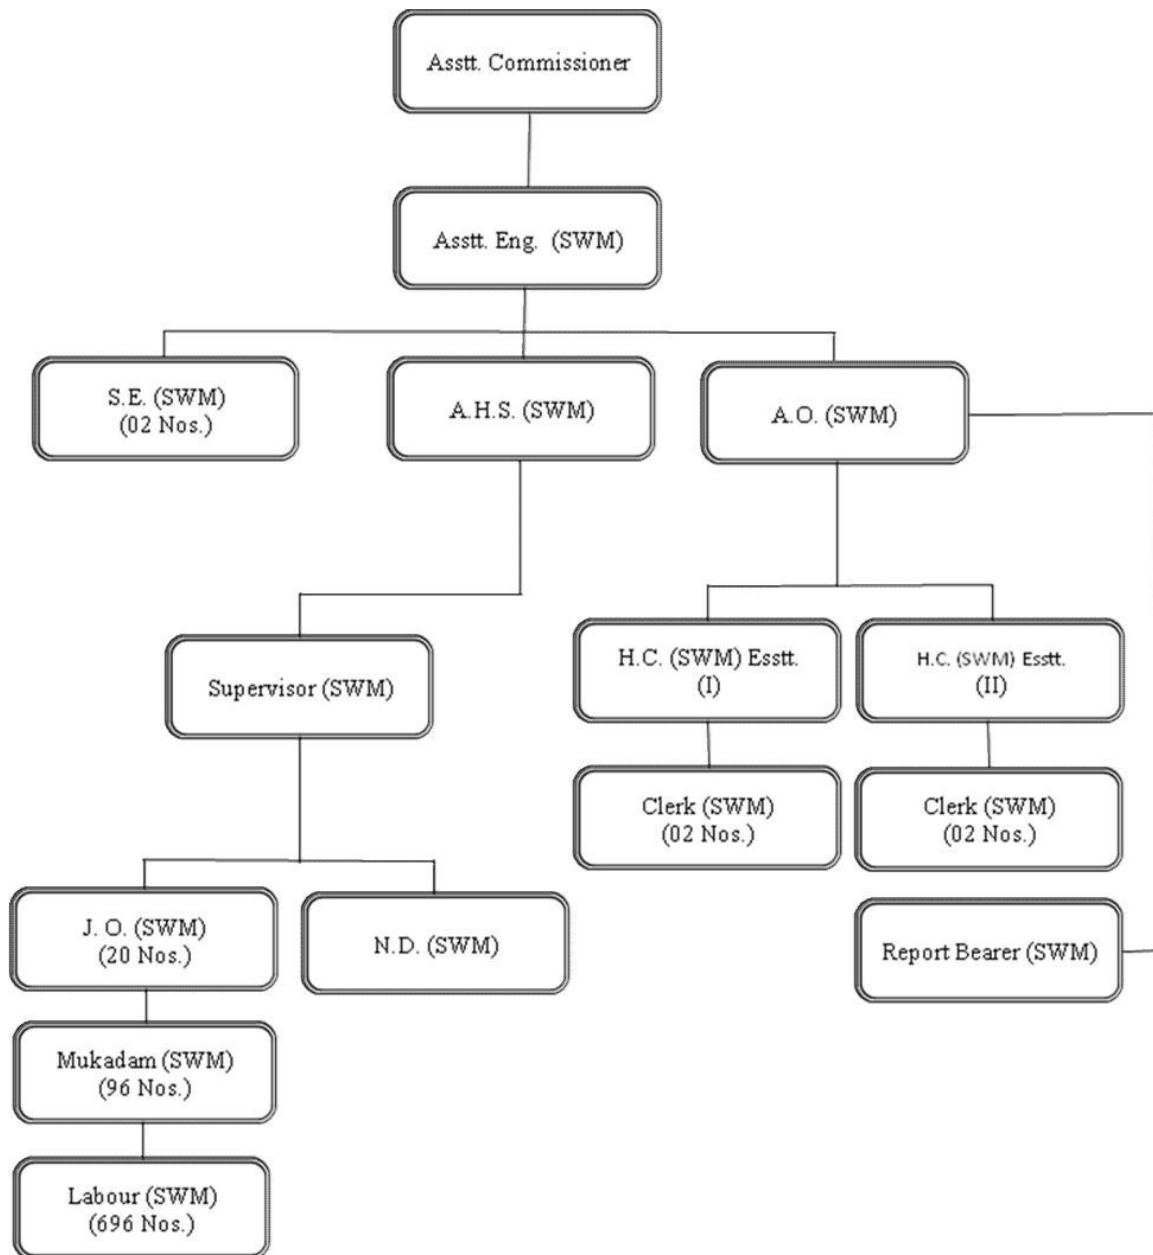 Asstt. Commissioner
Asstt. Eng. (SWM)
S.E. (SWM)
(02 Nos.)
A.H.S. (SWM)
A.O. (SWM)
Supervisor (SWM)
H.C. (SWM) Esstt.
(I)
H.C. (SWM) Esstt.
(II)
Clerk (SWM)
(02 Nos.)
Clerk (SWM)
(02 Nos.)
J. O. (SWM)
(20 Nos.)
N.D. (SWM)
Report Bearer (SWM)
Mukadam (SWM)
(96 Nos.)
Labour (SWM)
(696 Nos.)